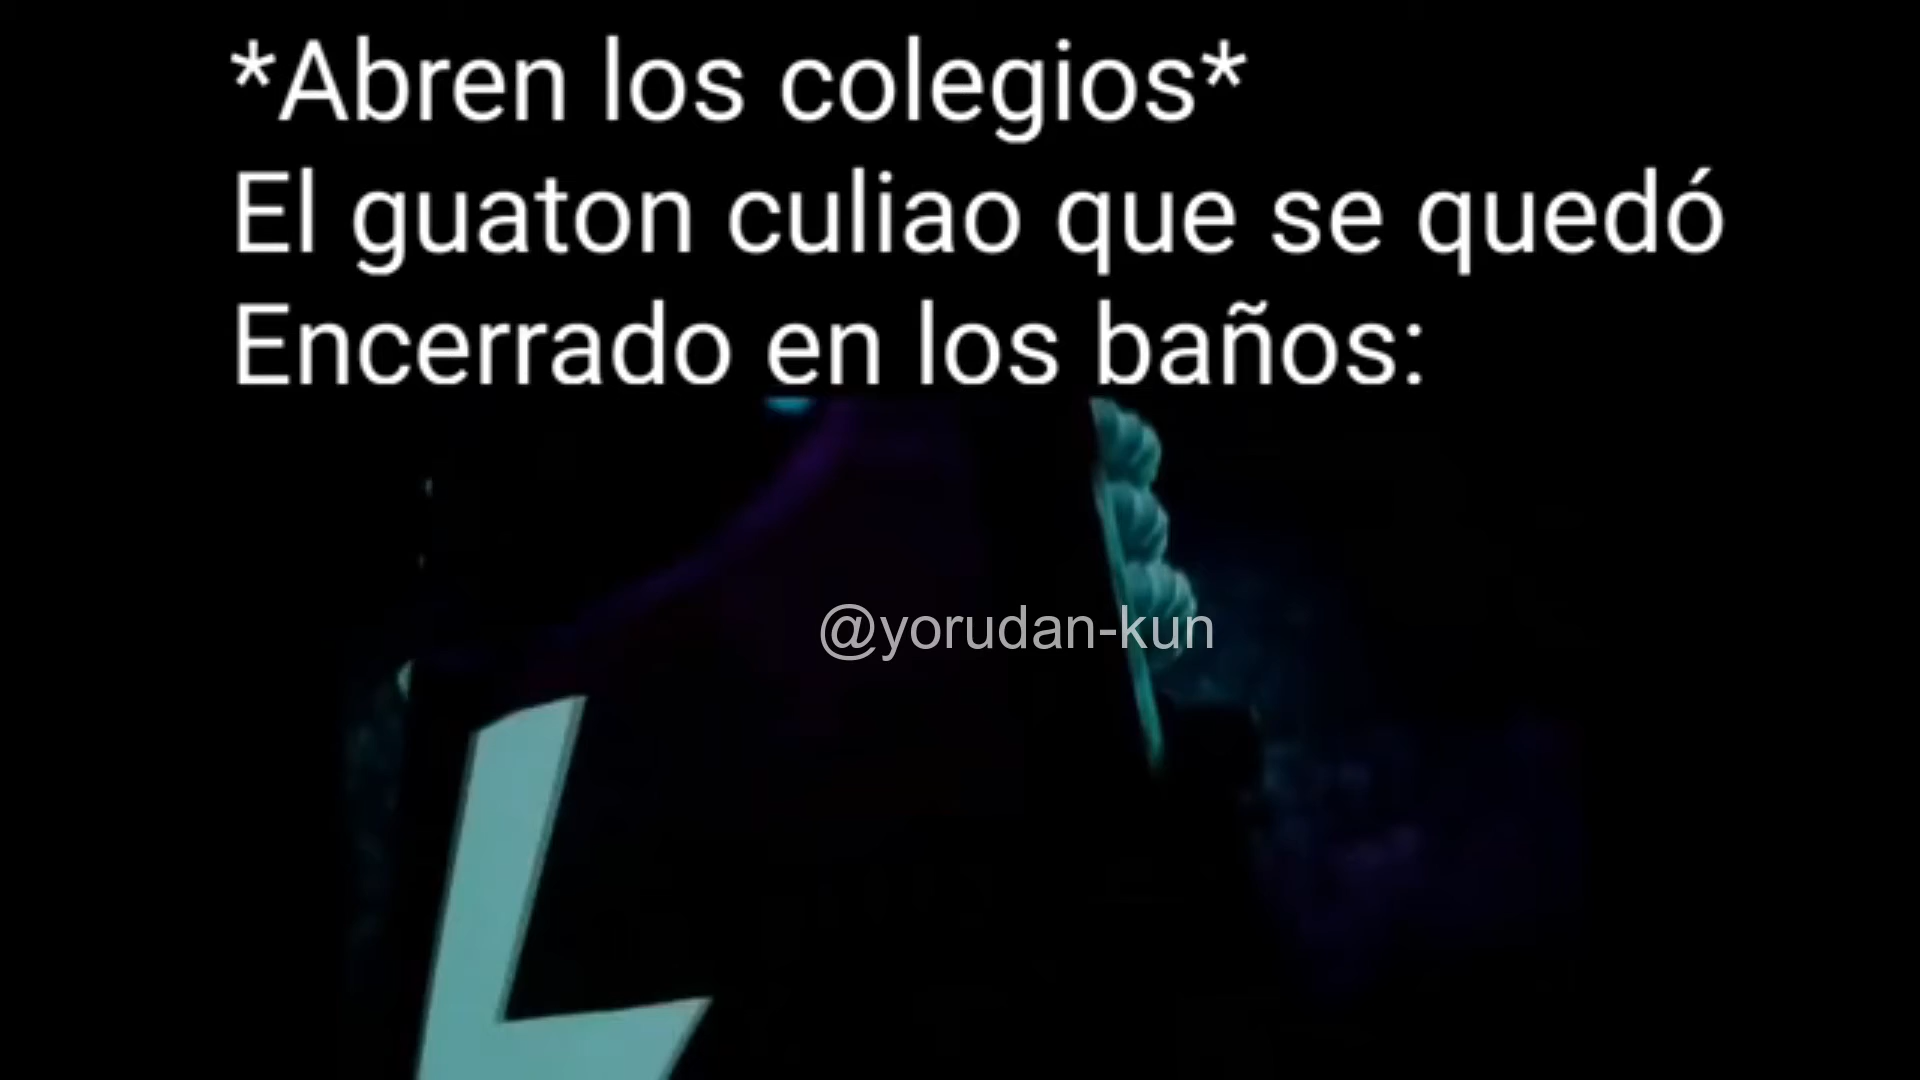 *Abren los colegios*
El guaton culiao que se quedó
Encerrado en los baños:
@yorudan-kun